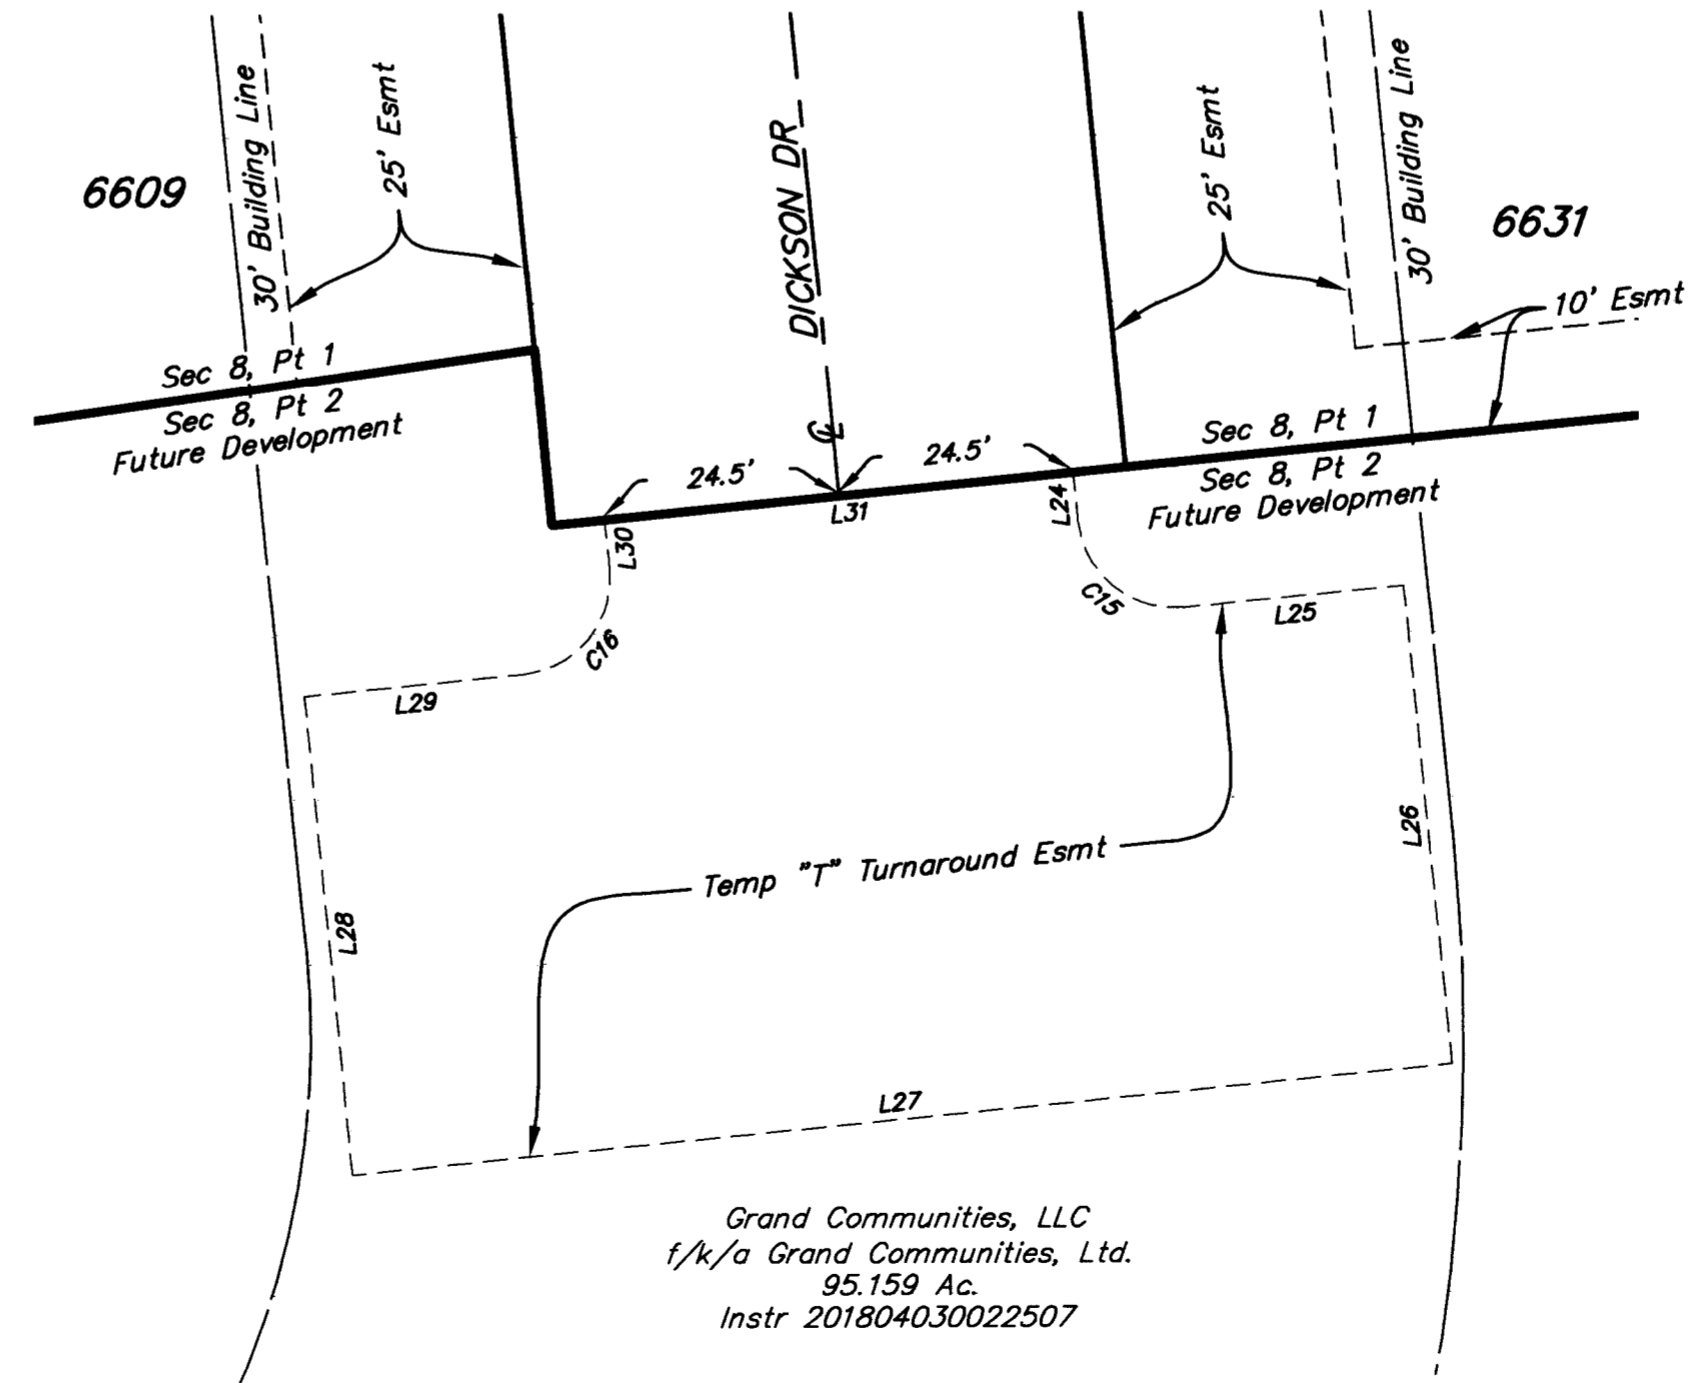 30' Building Line
25' Esmt
DICKSON DR
25' Esmt
30' Building Line
6609
6631
10' Esmt
Sec 8, Pt 1
Sec 8, Pt 2
Future Development
℄
24.5'
24.5'
Sec 8, Pt 1
Sec 8, Pt 2
Future Development
L31
L24
L30
C15
L25
C16
L29
L26
Temp "T" Turnaround Esmt
L28
L27
Grand Communities, LLC
f/k/a Grand Communities, Ltd.
95.159 Ac.
Instr 201804030022507